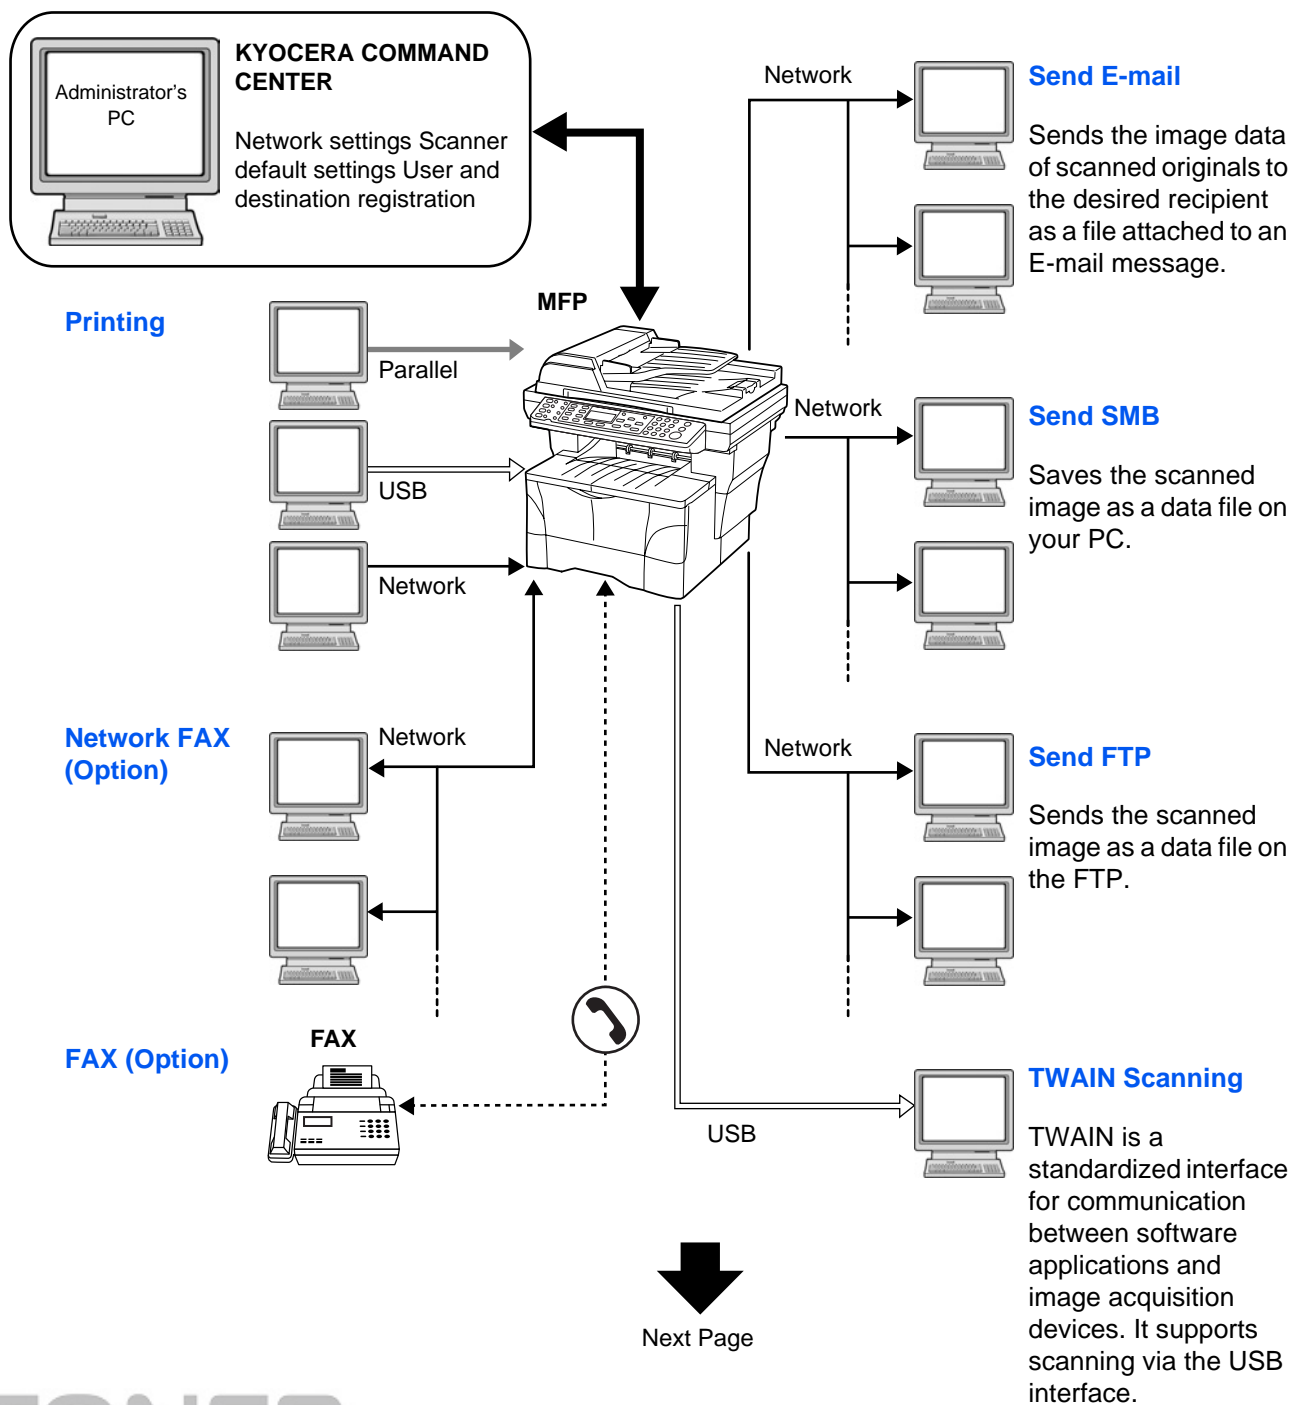 Administrator's
PC
KYOCERA COMMAND
CENTER
Network settings Scanner
default settings User and
destination registration
Network
Send E-mail
Sends the image data
of scanned originals to
the desired recipient
as a file attached to an
E-mail message.
Printing
MFP
Parallel
USB
Network
Network
Send SMB
Saves the scanned
image as a data file on
your PC.
Network FAX
(Option)
Network
Network
Send FTP
Sends the scanned
image as a data file on
the FTP.
FAX (Option)
FAX
USB
TWAIN Scanning
TWAIN is a
standardized interface
for communication
between software
applications and
image acquisition
devices. It supports
scanning via the USB
interface.
Next Page